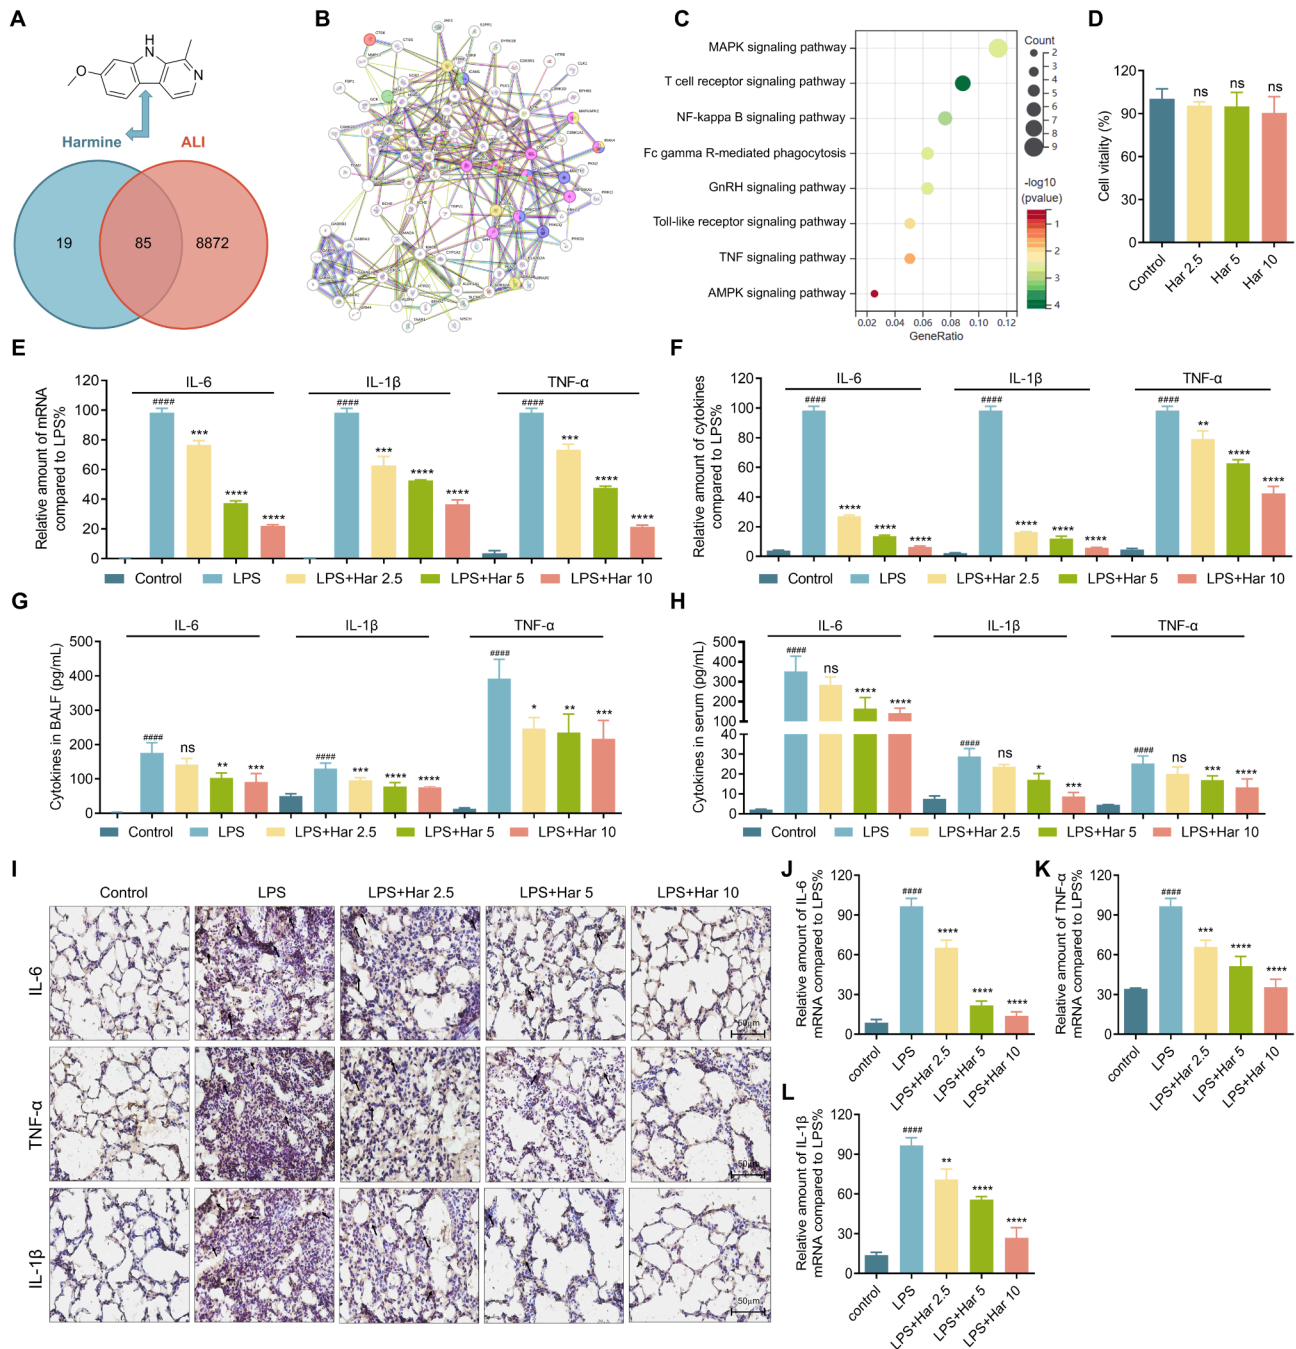 A
H
N
N
O
Harmine
ALI
19
85
8872
B
C
MAPK signaling pathway
T cell receptor signaling pathway
NF-kappa B signaling pathway
Fc gamma R-mediated phagocytosis
GnRH signaling pathway
Toll-like receptor signaling pathway
TNF signaling pathway
AMPK signaling pathway
0.02 0.04 0.06 0.08 0.10 0.12
GeneRatio
Count
2
3
4
5
6
7
8
9
-log10
(pvalue)
1
2
3
4
D
Cell vitality (%)
120
90
60
30
0
ns ns ns
Control Har 2.5 Har 5 Har 10
E
Relative amount of mRNA
compared to LPS%
120
100
80
60
40
20
0
IL-6 IL-1β TNF-α
#### *** **** ****
#### *** **** ****
#### *** **** ****
Control LPS LPS+Har 2.5 LPS+Har 5 LPS+Har 10
F
Relative amount of cytokines
compared to LPS%
120
100
80
60
40
20
0
IL-6 IL-1β TNF-α
#### **** **** ****
#### **** **** ****
#### ** **** ****
Control LPS LPS+Har 2.5 LPS+Har 5 LPS+Har 10
G
Cytokines in BALF (pg/mL)
500
400
300
200
100
0
IL-6 IL-1β TNF-α
#### ns ** ***
#### *** **** ****
#### * ** ***
Control LPS LPS+Har 2.5 LPS+Har 5 LPS+Har 10
H
Cytokines in serum (pg/mL)
500
400
300
200
100
40
30
20
10
0
IL-6 IL-1β TNF-α
#### ns **** ****
#### ns * ***
#### ns *** ****
Control LPS LPS+Har 2.5 LPS+Har 5 LPS+Har 10
I
Control LPS LPS+Har 2.5 LPS+Har 5 LPS+Har 10
IL-6
50μm
TNF-α
50μm
IL-1β
50μm
J
Relative amount of IL-6
mRNA compared to LPS%
120
90
60
30
0
#### **** **** ****
control LPS LPS+Har 2.5 LPS+Har 5 LPS+Har 10
K
Relative amount of TNF-α
mRNA compared to LPS%
120
90
60
30
0
#### *** **** ****
control LPS LPS+Har 2.5 LPS+Har 5 LPS+Har 10
L
Relative amount of IL-1β
mRNA compared to LPS%
120
90
60
30
0
#### ** **** ****
control LPS LPS+Har 2.5 LPS+Har 5 LPS+Har 10